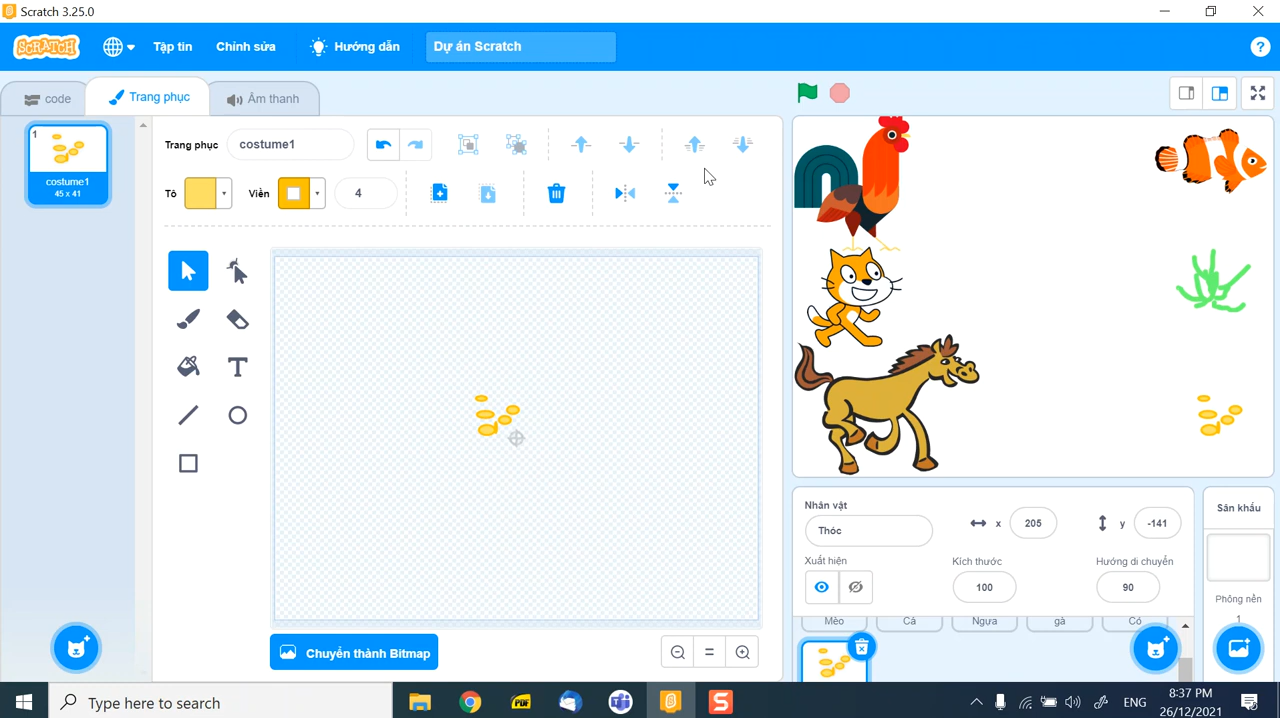 Scratch 3.25.0
SCRATCH
Tập tin
Chỉnh sửa
Hướng dẫn
Dự án Scratch
?
code
Trang phục
Âm thanh
1
costume1
45 x 41
Trang phục
costume1
Tô
Viền
4
T
Chuyển thành Bitmap
Nhân vật
Thóc
x
205
y
-141
Xuất hiện
Kích thước
100
Hướng di chuyển
90
Mèo
Cá
Ngựa
gà
Cỏ
Sân khấu
Phông nền
1
Type here to search
PDF
S
ENG
8:37 PM
26/12/2021